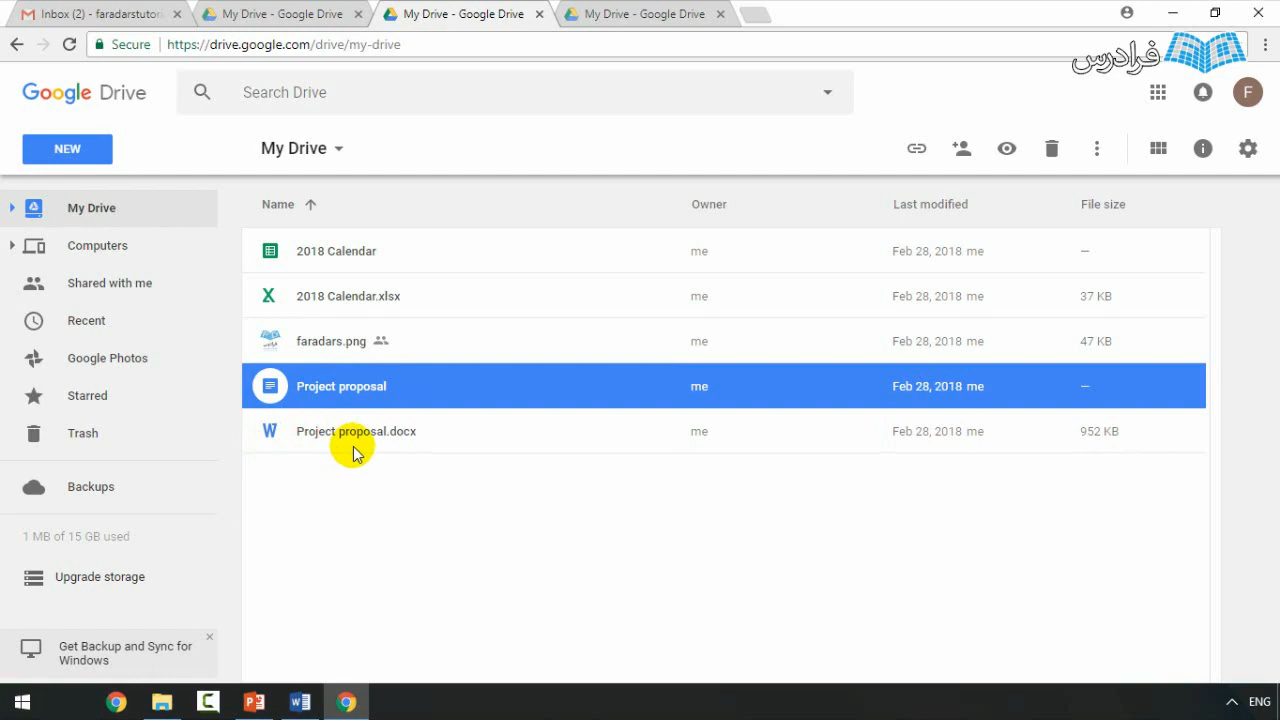 Inbox (2) - faradarstutor
My Drive - Google Drive
My Drive - Google Drive
My Drive - Google Drive
Secure
https://drive.google.com/drive/my-drive
فرادرس
Google Drive
Search Drive
F
NEW
My Drive
My Drive
Computers
Shared with me
Recent
Google Photos
Starred
Trash
Backups
1 MB of 15 GB used
Upgrade storage
Get Backup and Sync for
Windows
Name Owner Last modified File size
2018 Calendar me Feb 28, 2018 me –
2018 Calendar.xlsx me Feb 28, 2018 me 37 KB
faradars.png me Feb 28, 2018 me 47 KB
Project proposal me Feb 28, 2018 me –
Project proposal.docx me Feb 28, 2018 me 952 KB
ENG